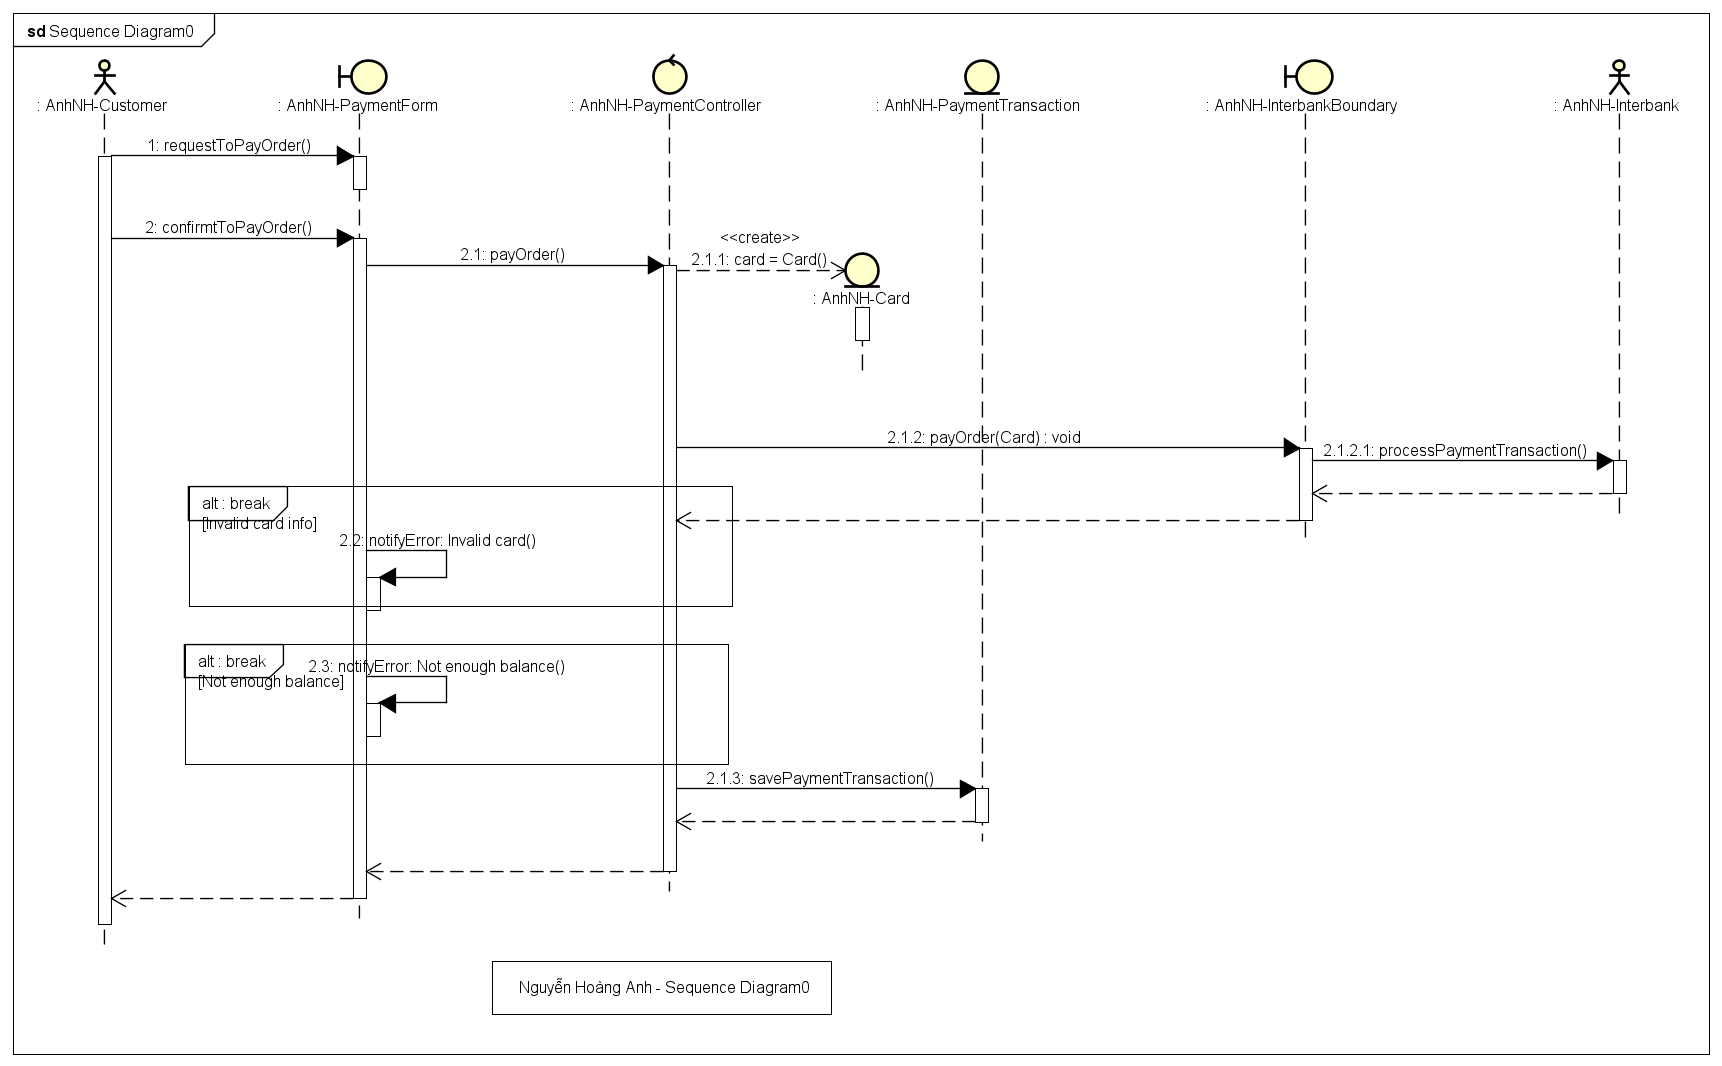 sd Sequence Diagram0
: AnhNH-Customer
: AnhNH-PaymentForm
: AnhNH-PaymentController
: AnhNH-PaymentTransaction
: AnhNH-InterbankBoundary
: AnhNH-Interbank
1: requestToPayOrder()
2: confirmtToPayOrder()
2.1: payOrder()
<<create>>
2.1.1: card = Card()
: AnhNH-Card
2.1.2: payOrder(Card) : void
2.1.2.1: processPaymentTransaction()
alt : break
[Invalid card info]
2.2: notifyError: Invalid card()
alt : break
2.3: notifyError: Not enough balance()
[Not enough balance]
2.1.3: savePaymentTransaction()
Nguyễn Hoàng Anh - Sequence Diagram0